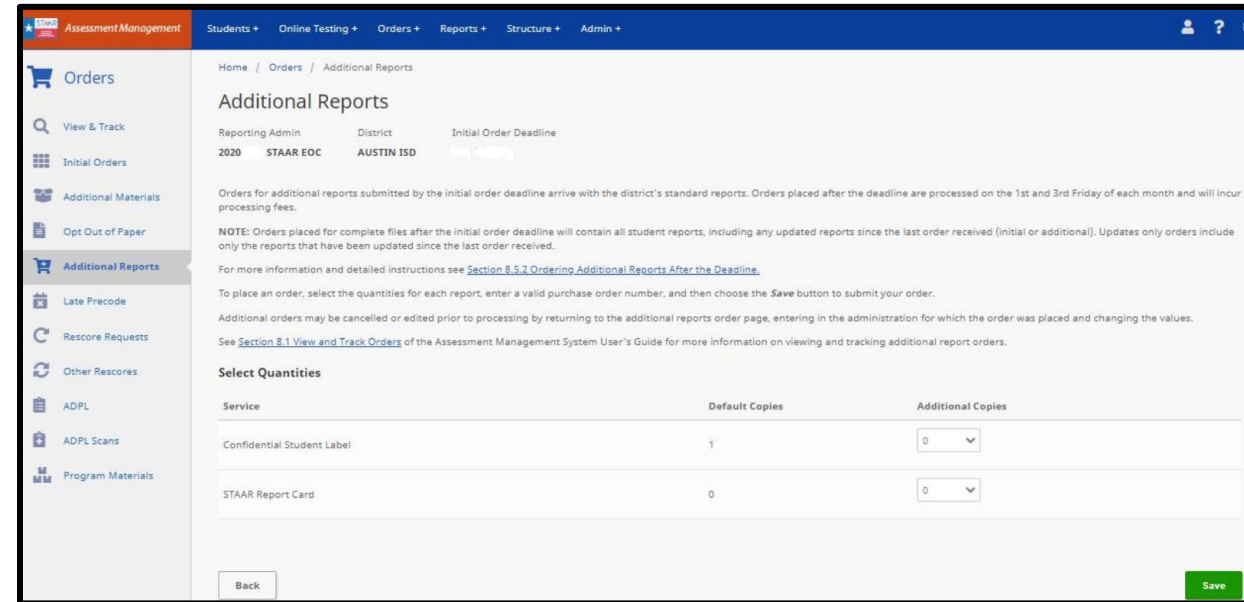 STAAR
Assessment Management
Students + Online Testing + Orders + Reports + Structure + Admin +
?
Orders
View & Track
Initial Orders
Additional Materials
Opt Out of Paper
Additional Reports
Late Precode
Rescore Requests
Other Rescores
ADPL
ADPL Scans
Program Materials
Home / Orders / Additional Reports
Additional Reports
Reporting Admin District Initial Order Deadline
2020 STAAR EOC AUSTIN ISD
Orders for additional reports submitted by the initial order deadline arrive with the district's standard reports. Orders placed after the deadline are processed on the 1st and 3rd Friday of each month and will incur
processing fees.
NOTE: Orders placed for complete files after the initial order deadline will contain all student reports, including any updated reports since the last order received (initial or additional). Updates only orders include
only the reports that have been updated since the last order received.
For more information and detailed instructions see Section 8.5.2 Ordering Additional Reports After the Deadline.
To place an order, select the quantities for each report, enter a valid purchase order number, and then choose the Save button to submit your order.
Additional orders may be cancelled or edited prior to processing by returning to the additional reports order page, entering in the administration for which the order was placed and changing the values.
See Section 8.1 View and Track Orders of the Assessment Management System User's Guide for more information on viewing and tracking additional report orders.
Select Quantities
Service Default Copies Additional Copies
Confidential Student Label 1 0
STAAR Report Card 0 0
Back Save